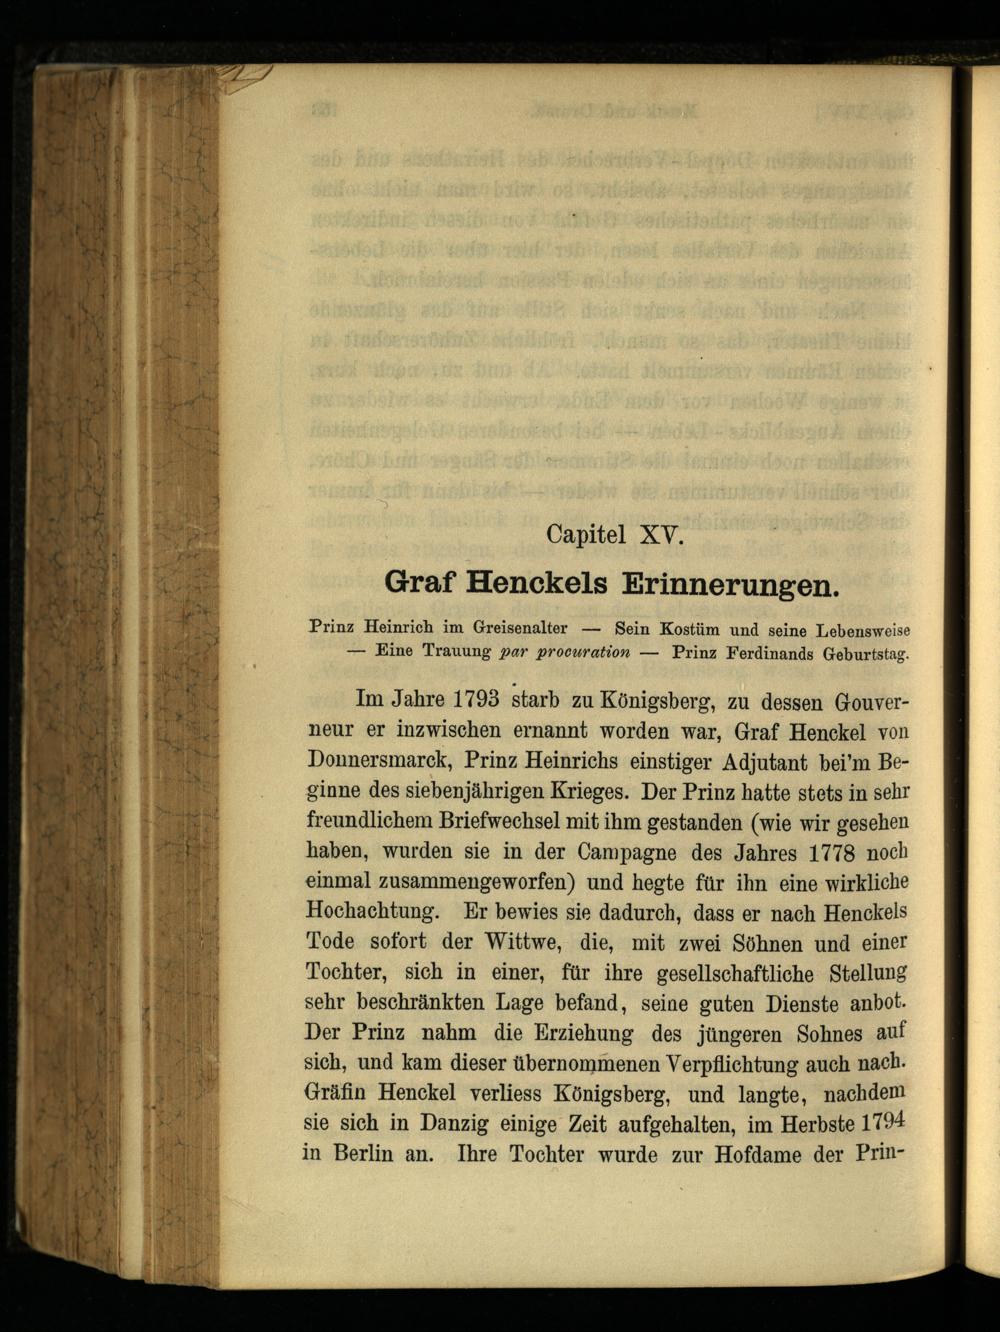 Capitel XV.
Graf Henckels Erinnerungen.
Prinz Heinrich im Greisenalter — Sein Kostüm und seine Lebensweise
— Eine Trauung par procuration — Prinz Ferdinands Geburtstag.
Im Jahre 1793 starb zu Königsberg, zu dessen Gouver-
neur er inzwischen ernannt worden war, Graf Henckel von
Donnersmarck, Prinz Heinrichs einstiger Adjutant bei'm Be-
ginne des siebenjährigen Krieges. Der Prinz hatte stets in sehr
freundlichem Briefwechsel mit ihm gestanden (wie wir gesehen
haben, wurden sie in der Campagne des Jahres 1778 noch
einmal zusammengeworfen) und hegte für ihn eine wirkliche
Hochachtung. Er bewies sie dadurch, dass er nach Henckels
Tode sofort der Wittwe, die, mit zwei Söhnen und einer
Tochter, sich in einer, für ihre gesellschaftliche Stellung
sehr beschränkten Lage befand, seine guten Dienste anbot.
Der Prinz nahm die Erziehung des jüngeren Sohnes auf
sich, und kam dieser übernommenen Verpflichtung auch nach.
Gräfin Henckel verliess Königsberg, und langte, nachdem
sie sich in Danzig einige Zeit aufgehalten, im Herbste 1794
in Berlin an. Ihre Tochter wurde zur Hofdame der Prin-